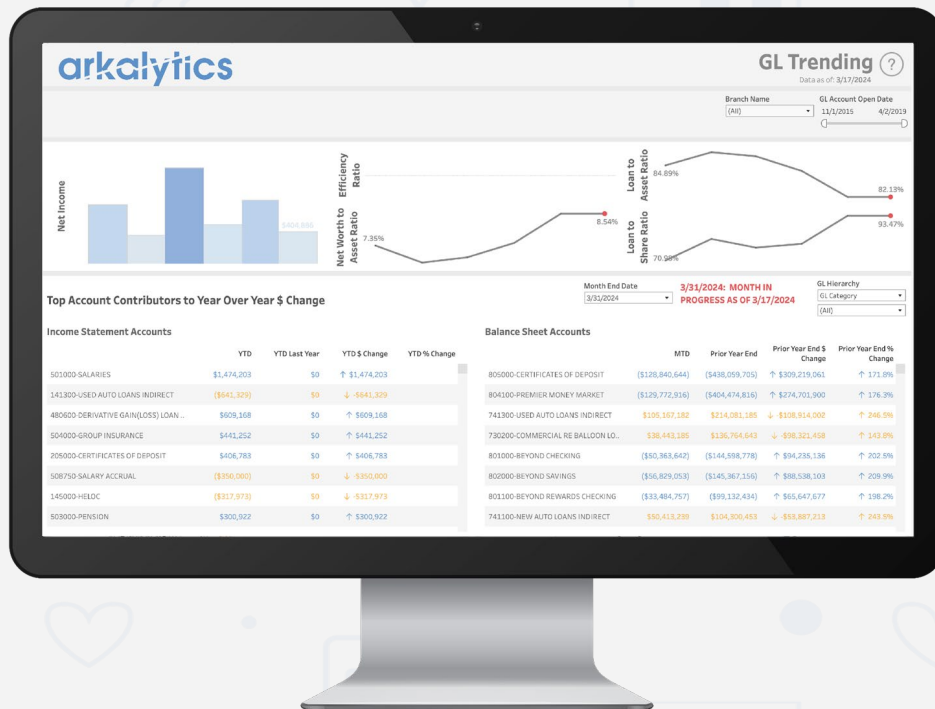 arkalytics
GL Trending ?
Data as of: 3/17/2024
Branch Name GL Account Open Date
(All) 11/1/2015 4/2/2019
Net Income
Efficiency Ratio
Net Worth to Asset Ratio
7.35%
8.54%
Loan to Asset Ratio
84.89%
82.13%
Loan to Share Ratio
93.47%
Top Account Contributors to Year Over Year $ Change
Month End Date
3/31/2024
3/31/2024: MONTH IN
PROGRESS AS OF 3/17/2024
GL Hierarchy
GL Category
(All)
Income Statement Accounts
YTD YTD Last Year YTD $ Change YTD % Change
501000-SALARIES $1,474,203 $0 ↑ $1,474,203
141300-USED AUTO LOANS INDIRECT ($641,329) $0 ↓ -$641,329
480600-DERIVATIVE GAIN(LOSS) LOAN... $609,168 $0 ↑ $609,168
504000-GROUP INSURANCE $441,252 $0 ↑ $441,252
205000-CERTIFICATES OF DEPOSIT $406,783 $0 ↑ $406,783
508750-SALARY ACCRUAL ($350,000) $0 ↓ -$350,000
145000-HELOC ($317,973) $0 ↓ -$317,973
503000-PENSION $300,922 $0 ↑ $300,922
Balance Sheet Accounts
MTD Prior Year End Prior Year End $ Change Prior Year End % Change
805000-CERTIFICATES OF DEPOSIT ($128,840,644) ($438,059,705) ↑ $309,219,061 ↑ 171.8%
804100-PREMIER MONEY MARKET ($129,772,916) ($404,474,816) ↑ $274,701,900 ↑ 176.3%
741300-USED AUTO LOANS INDIRECT $105,167,182 $214,081,185 ↓ -$108,914,002 ↑ 246.5%
730200-COMMERCIAL RE BALLOON LO.. $38,443,185 $136,764,643 ↓ -$98,321,458 ↑ 143.8%
801000-BEYOND CHECKING ($50,363,642) ($144,598,778) ↑ $94,235,136 ↑ 202.5%
802000-BEYOND SAVINGS ($56,829,053) ($145,367,156) ↑ $88,538,103 ↑ 209.9%
801100-BEYOND REWARDS CHECKING ($33,484,757) ($99,132,434) ↑ $65,647,677 ↑ 198.2%
741100-NEW AUTO LOANS INDIRECT $50,413,239